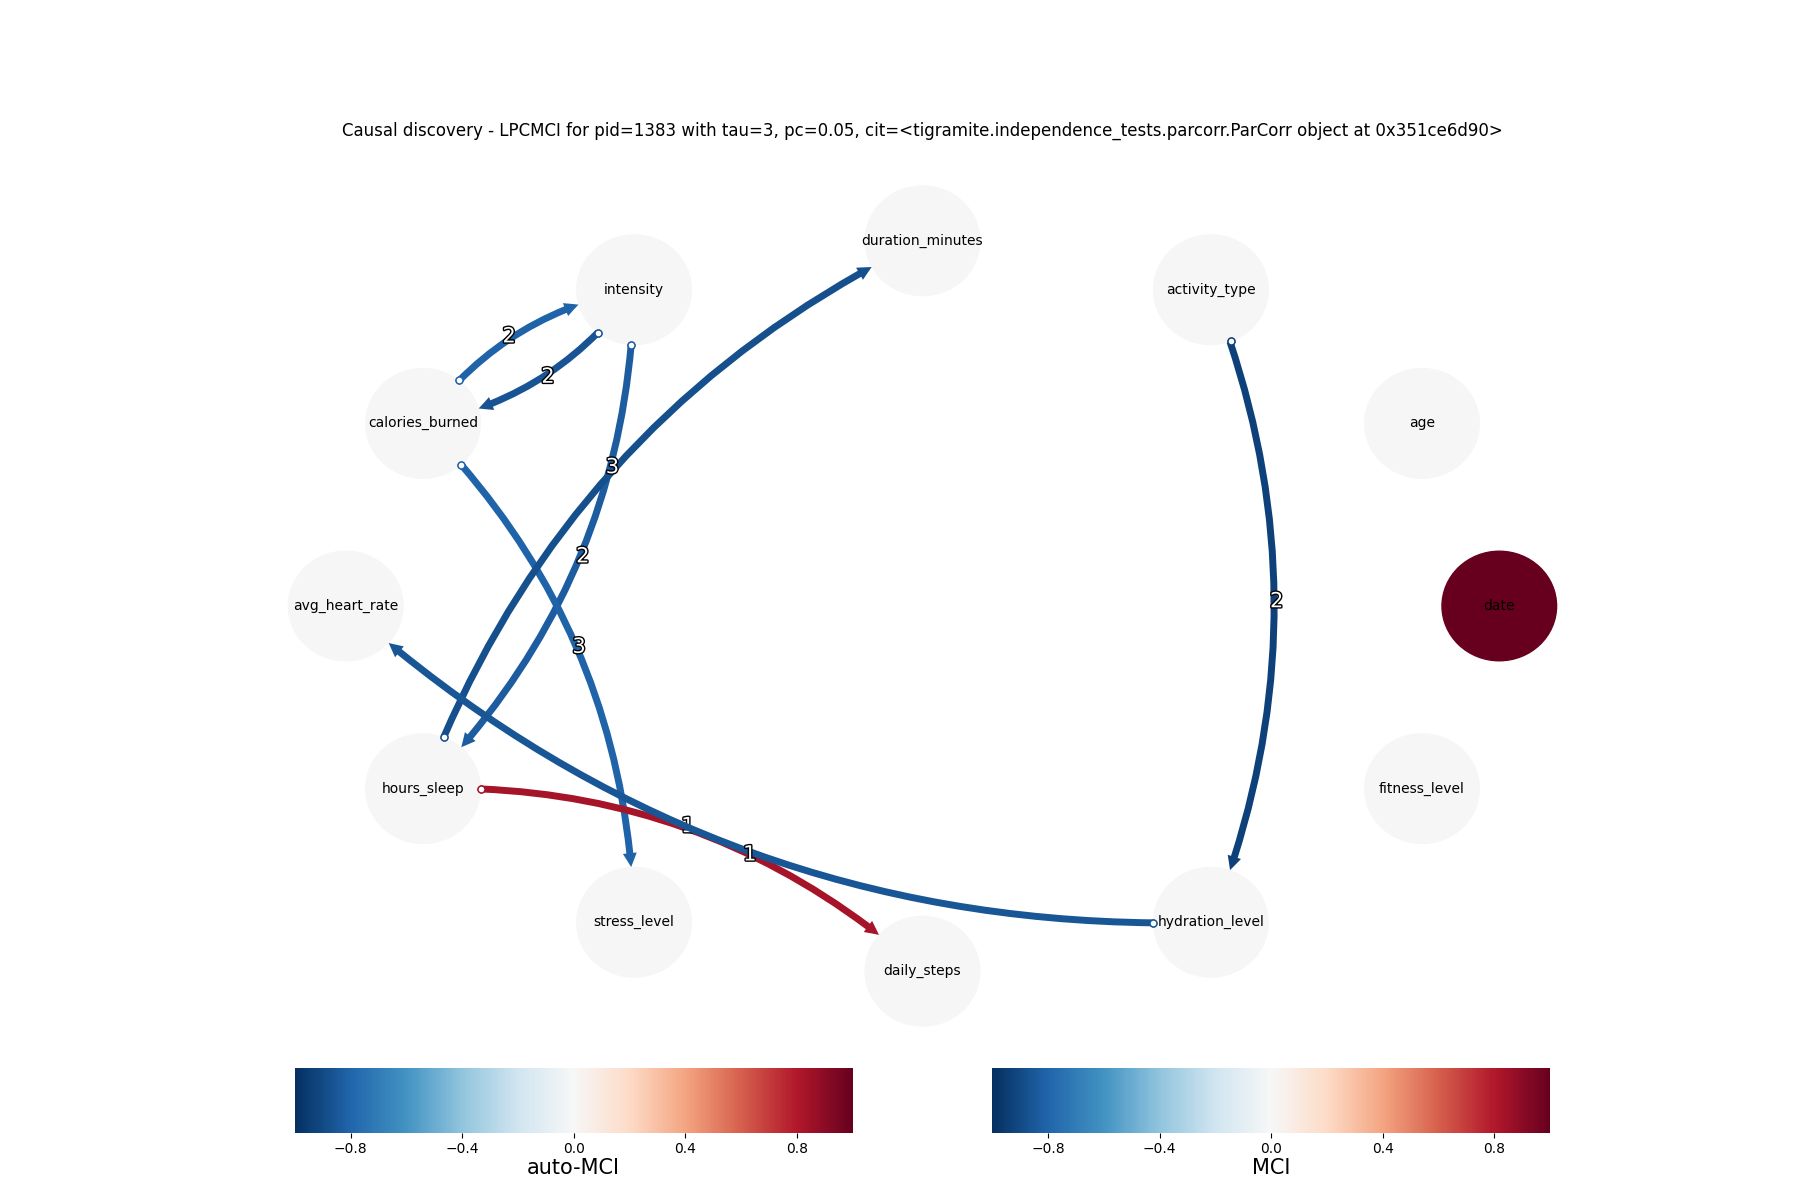 Causal discovery - LPCMCI for pid=1383 with tau=3, pc=0.05, cit=<tigramite.independence_tests.parcorr.ParCorr object at 0x351ce6d90>
duration_minutes
intensity
activity_type
2
2
calories_burned
age
3
2
2
avg_heart_rate
date
3
hours_sleep
fitness_level
1
1
stress_level
hydration_level
daily_steps
−0.8 −0.4 0.0 0.4 0.8
auto-MCI
−0.8 −0.4 0.0 0.4 0.8
MCI